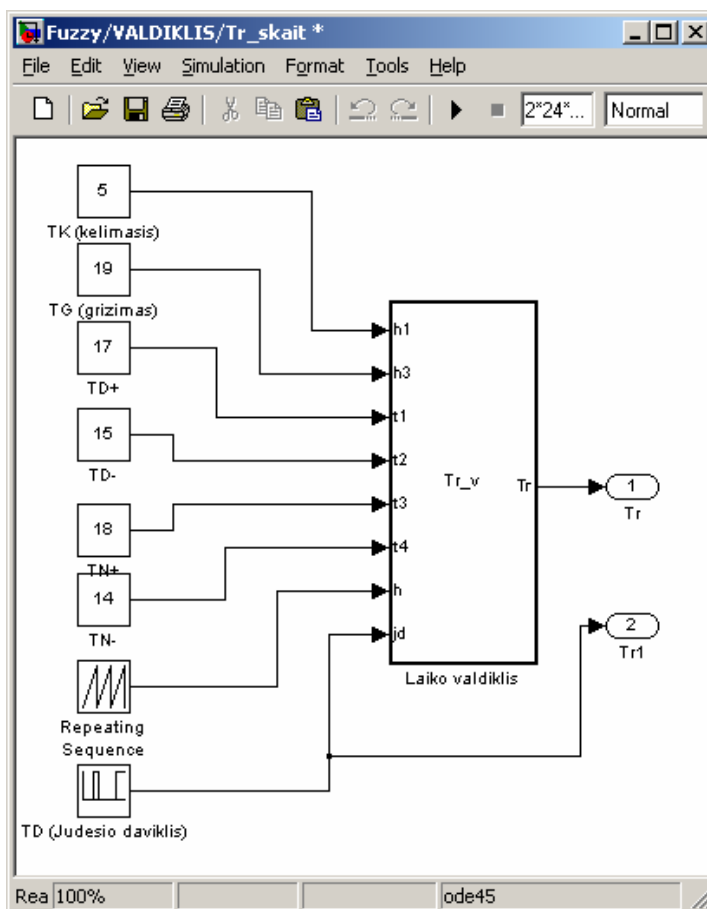 Fuzzy/VALDIKLIS/Tr_skait *
File Edit View Simulation Format Tools Help
2*24*... Normal
5
TK (kelimasis)
19
TG (grizimas)
17
TD+
15
TD-
18
TN+
14
TN-
Repeating
Sequence
TD (Judesio daviklis)
h1
h3
t1
t2
t3
t4
h
jd
Tr_v
Tr
Laiko valdiklis
1
Tr
2
Tr1
Rea 100% ode45